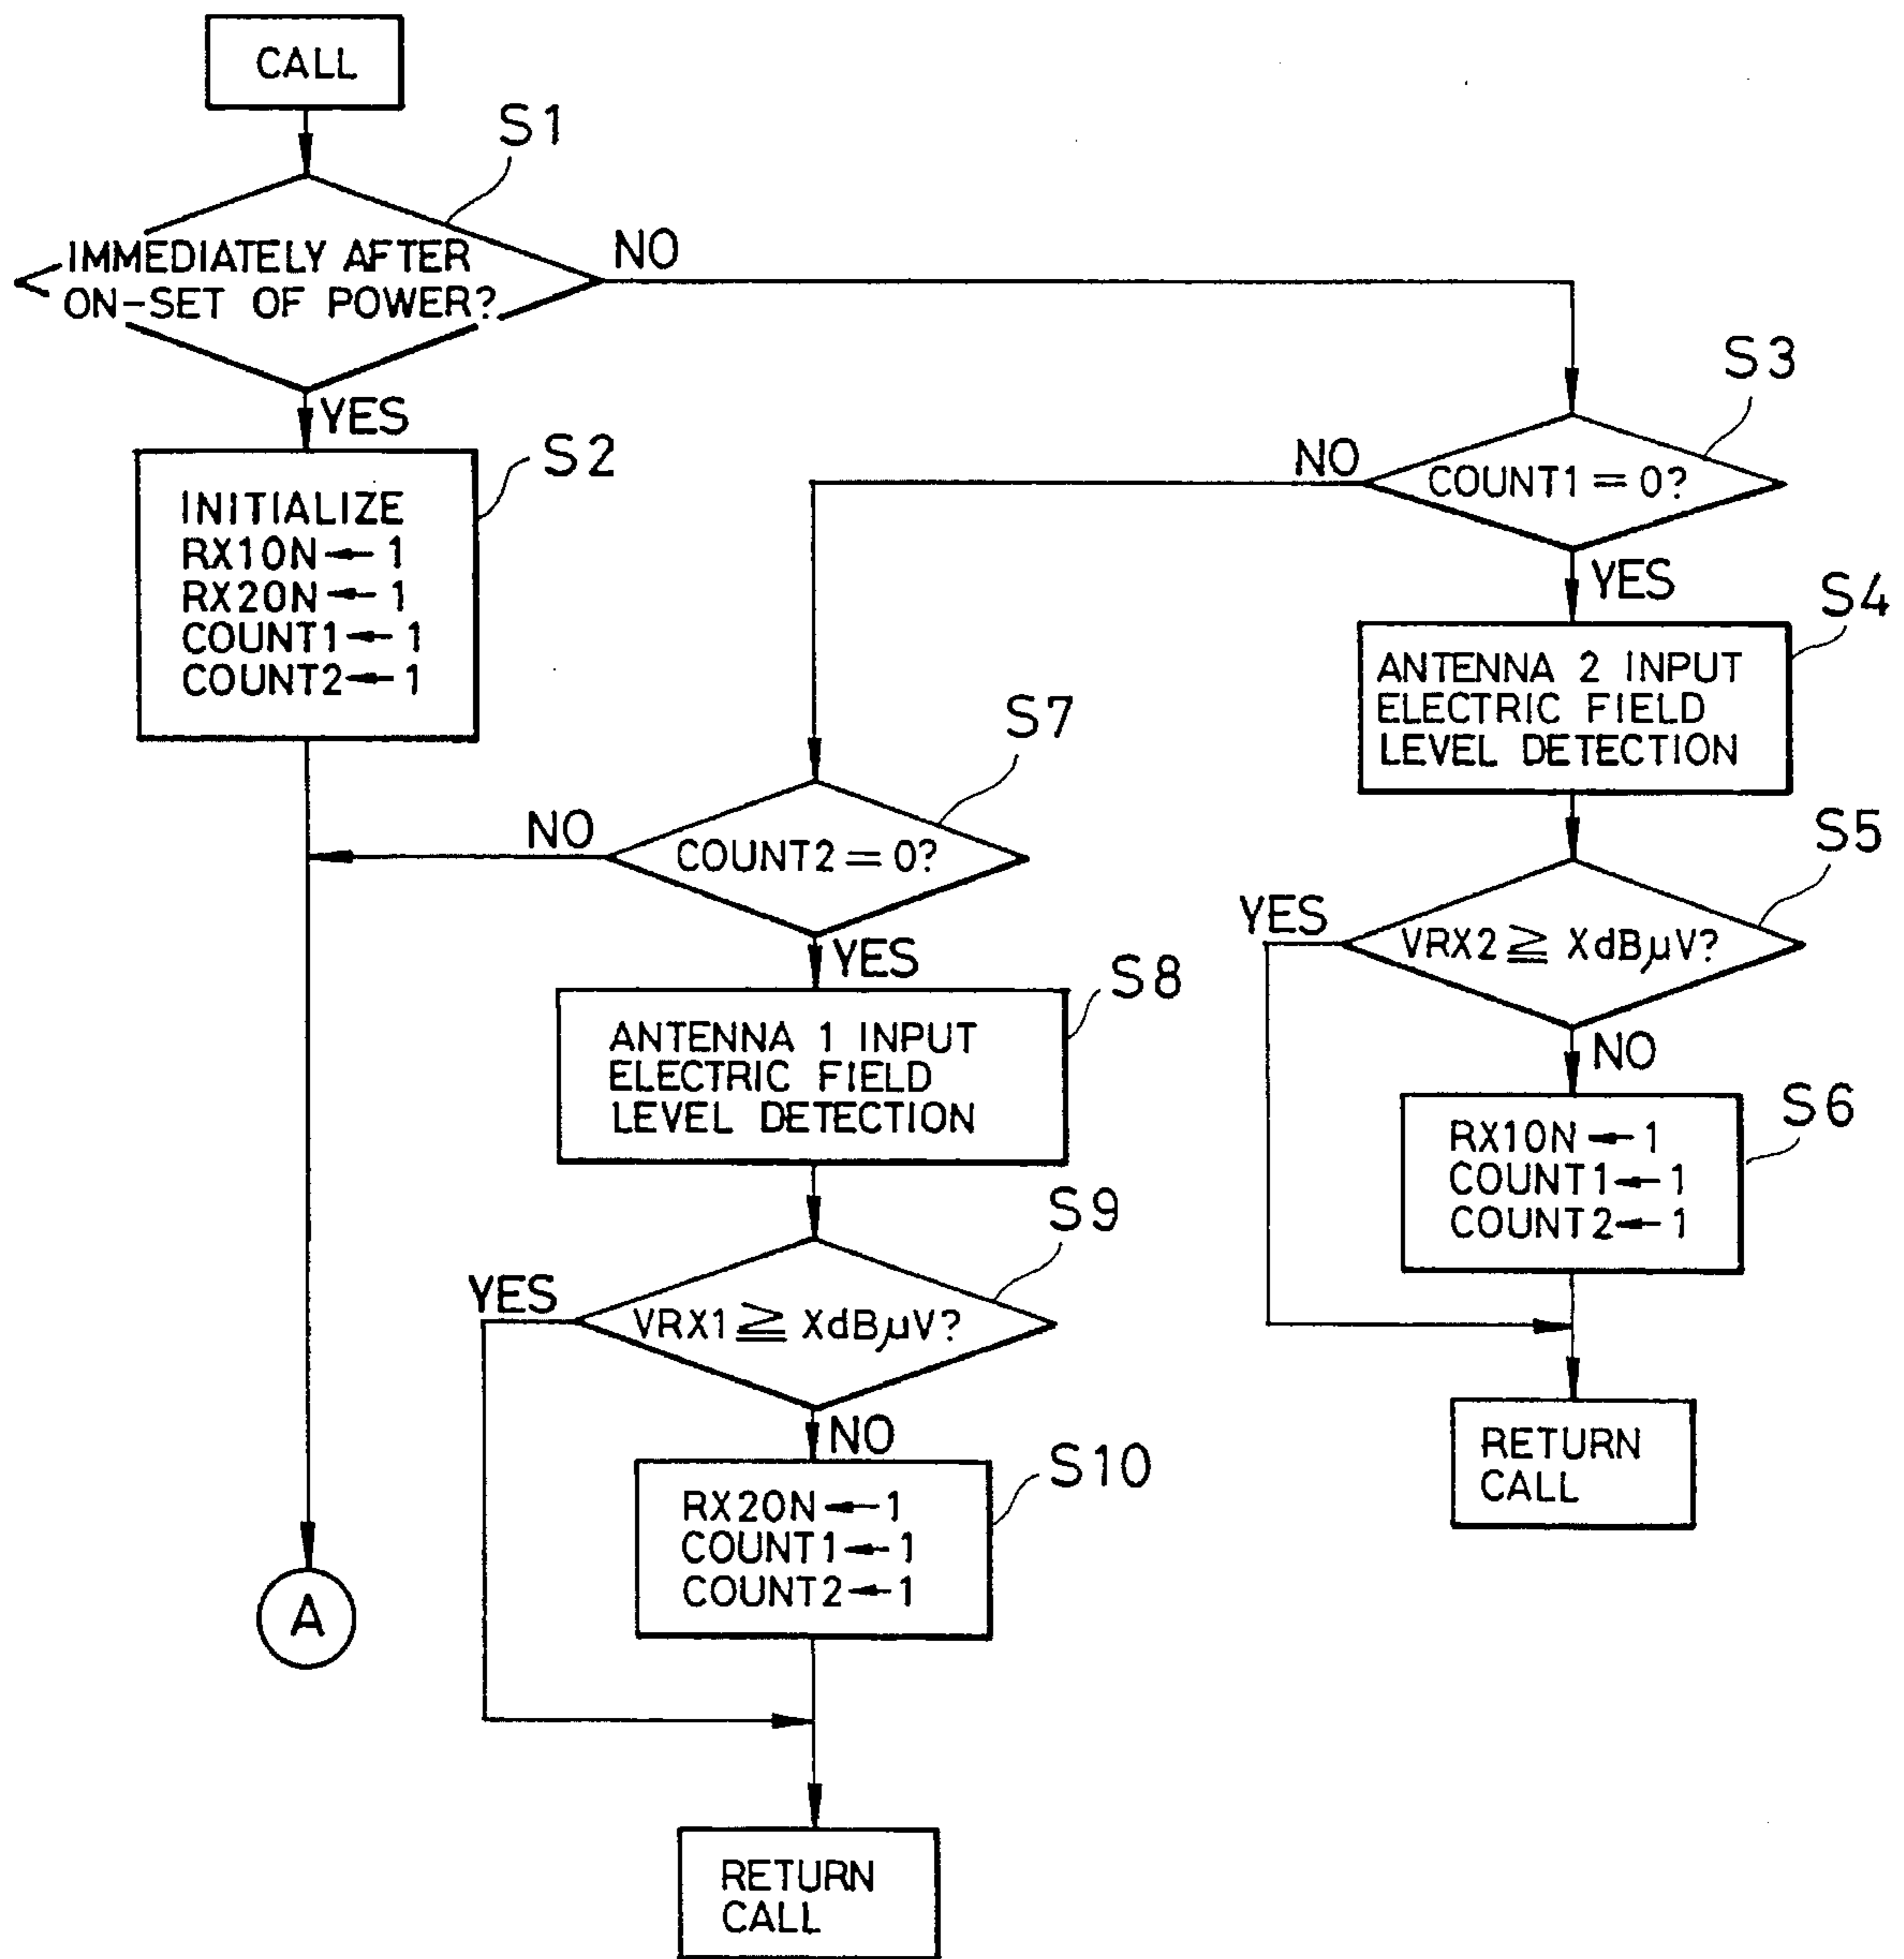 CALL
S1
IMMEDIATELY AFTER
ON-SET OF POWER?
NO
YES
S2
INITIALIZE
RX1ON ← 1
RX2ON ← 1
COUNT1 ← 1
COUNT2 ← 1
S3
COUNT1 = 0?
NO
YES
S4
ANTENNA 2 INPUT
ELECTRIC FIELD
LEVEL DETECTION
S5
VRX2 ≧ XdBμV?
YES
NO
S6
RX1ON ← 1
COUNT1 ← 1
COUNT2 ← 1
RETURN
CALL
S7
COUNT2 = 0?
NO
YES
S8
ANTENNA 1 INPUT
ELECTRIC FIELD
LEVEL DETECTION
S9
VRX1 ≧ XdBμV?
YES
NO
S10
RX2ON ← 1
COUNT1 ← 1
COUNT2 ← 1
RETURN
CALL
A